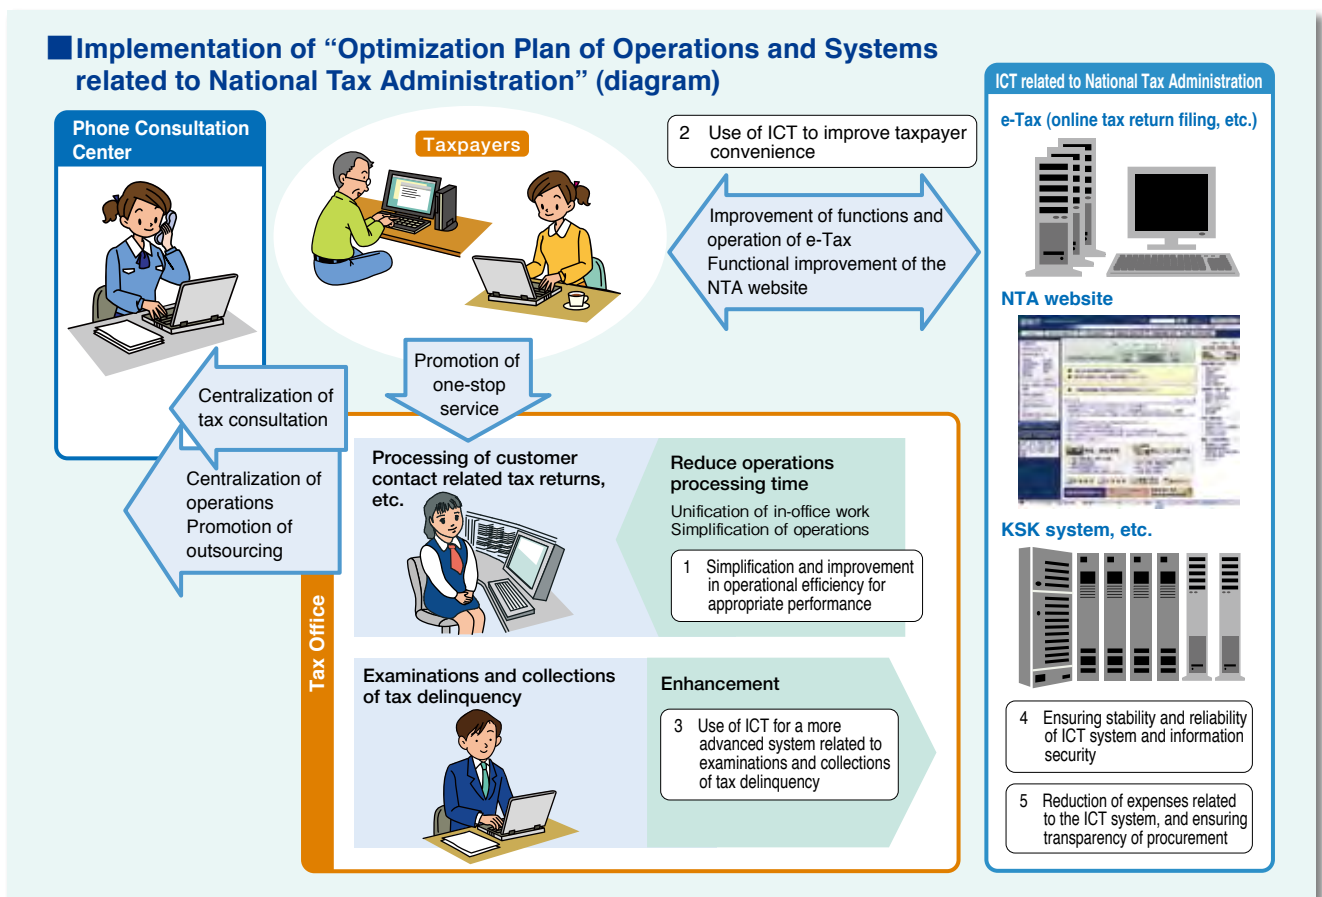 Implementation of “Optimization Plan of Operations and Systems
related to National Tax Administration” (diagram)
Phone Consultation
Center
Taxpayers
2 Use of ICT to improve taxpayer
convenience
Improvement of functions and
operation of e-Tax
Functional improvement of the
NTA website
Promotion of
one-stop
service
Centralization of
tax consultation
Centralization of
operations
Promotion of
outsourcing
Tax Office
Processing of customer
contact related tax returns,
etc.
Reduce operations
processing time
Unification of in-office work
Simplification of operations
1 Simplification and improvement
in operational efficiency for
appropriate performance
Examinations and collections
of tax delinquency
Enhancement
3 Use of ICT for a more
advanced system related to
examinations and collections
of tax delinquency
ICT related to National Tax Administration
e-Tax (online tax return filing, etc.)
NTA website
KSK system, etc.
4 Ensuring stability and reliability
of ICT system and information
security
5 Reduction of expenses related
to the ICT system, and ensuring
transparency of procurement